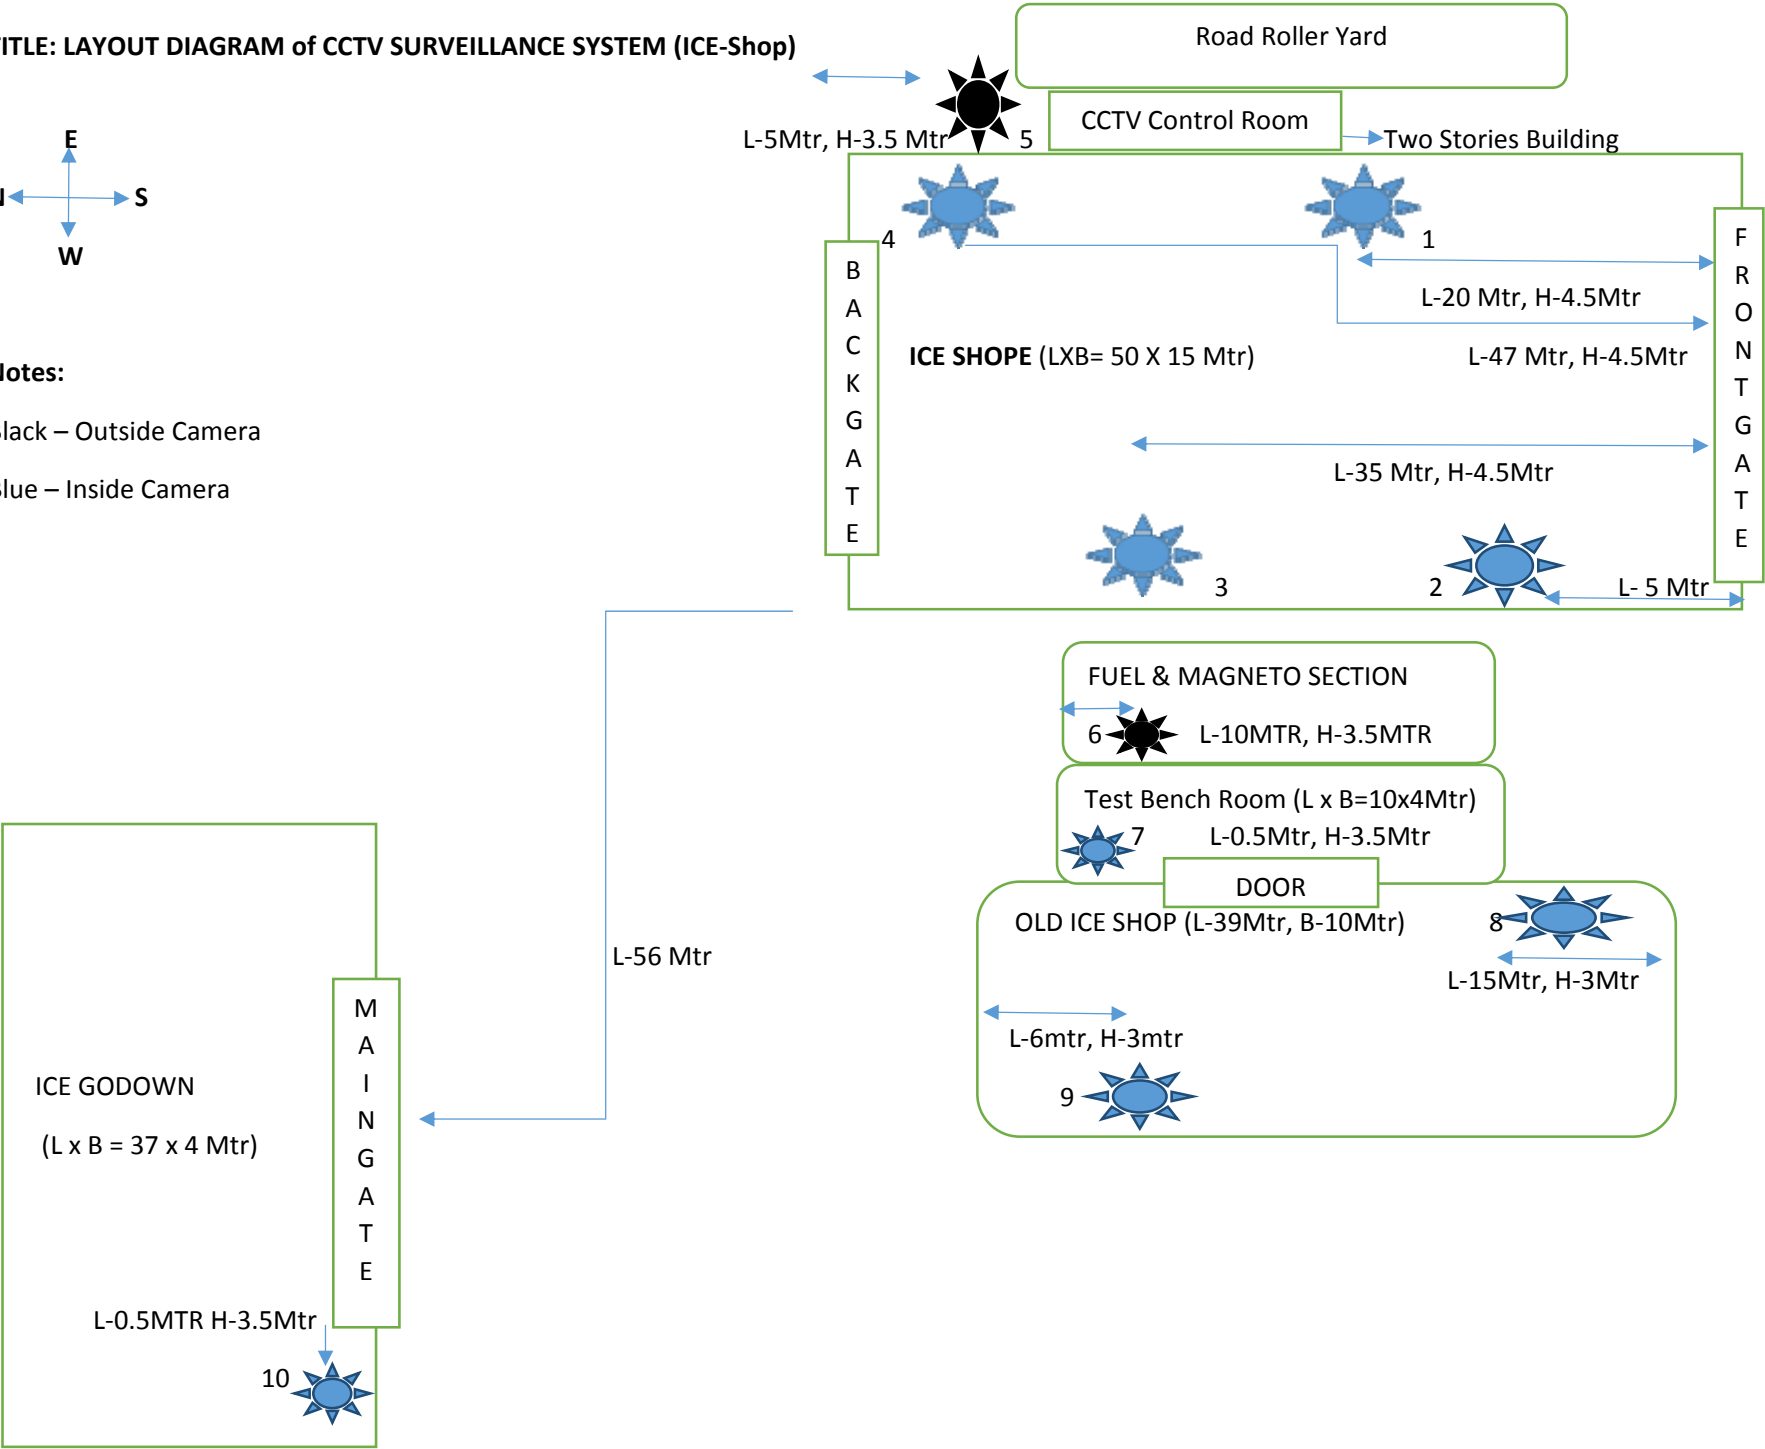 TITLE: LAYOUT DIAGRAM of CCTV SURVEILLANCE SYSTEM (ICE-Shop)
Road Roller Yard
CCTV Control Room
L-5Mtr, H-3.5 Mtr
5
Two Stories Building
E
N
S
W
4
1
L-20 Mtr, H-4.5Mtr
BACKGATE
FRONTGATE
ICE SHOPE (LXB= 50 X 15 Mtr)
L-47 Mtr, H-4.5Mtr
Notes:
Black – Outside Camera
Blue – Inside Camera
L-35 Mtr, H-4.5Mtr
3
2
L- 5 Mtr
FUEL & MAGNETO SECTION
6
L-10MTR, H-3.5MTR
Test Bench Room (L x B=10x4Mtr)
7
L-0.5Mtr, H-3.5Mtr
DOOR
OLD ICE SHOP (L-39Mtr, B-10Mtr)
8
L-15Mtr, H-3Mtr
L-6mtr, H-3mtr
9
L-56 Mtr
MAINGATE
ICE GODOWN
(L x B = 37 x 4 Mtr)
L-0.5MTR H-3.5Mtr
10